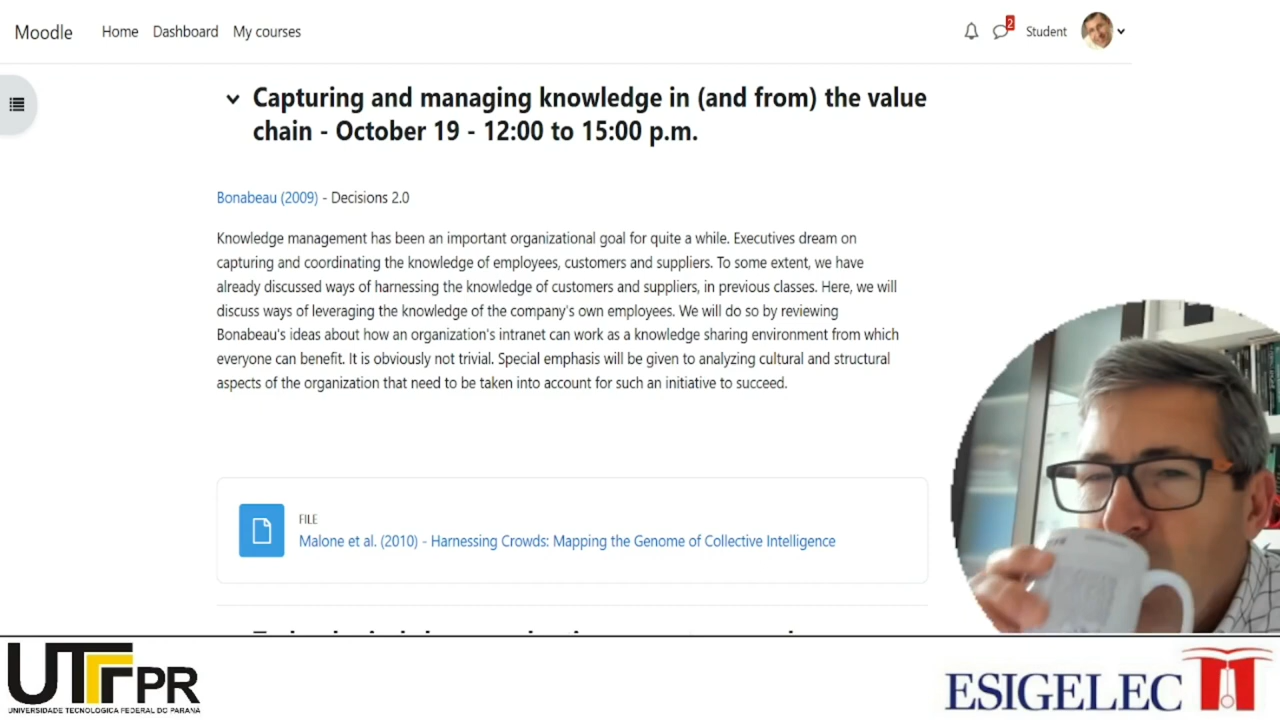 Moodle Home Dashboard My courses 2 Student
Capturing and managing knowledge in (and from) the value
chain - October 19 - 12:00 to 15:00 p.m.
Bonabeau (2009) - Decisions 2.0
Knowledge management has been an important organizational goal for quite a while. Executives dream on
capturing and coordinating the knowledge of employees, customers and suppliers. To some extent, we have
already discussed ways of harnessing the knowledge of customers and suppliers, in previous classes. Here, we will
discuss ways of leveraging the knowledge of the company's own employees. We will do so by reviewing
Bonabeau's ideas about how an organization's intranet can work as a knowledge sharing environment from which
everyone can benefit. It is obviously not trivial. Special emphasis will be given to analyzing cultural and structural
aspects of the organization that need to be taken into account for such an initiative to succeed.
FILE
Malone et al. (2010) - Harnessing Crowds: Mapping the Genome of Collective Intelligence
UTFPR
UNIVERSIDADE TECNOLÓGICA FEDERAL DO PARANÁ
ESIGELEC